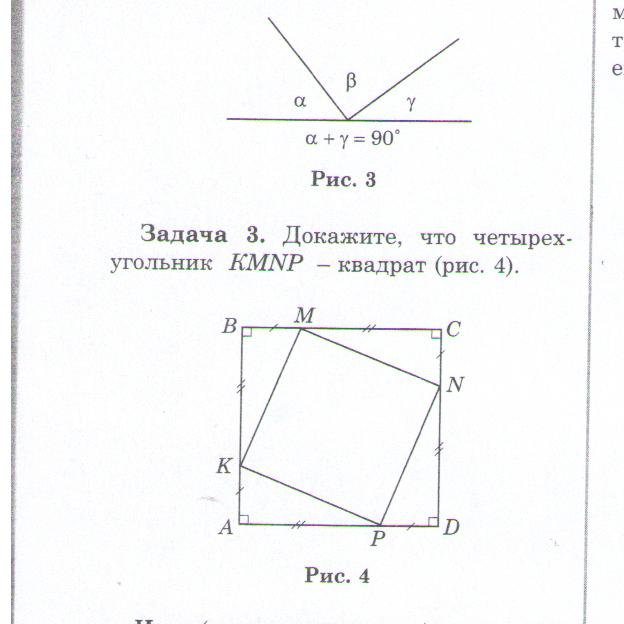 α
β
γ
α + γ = 90°
Рис. 3
Задача 3. Докажите, что четырех-
угольник KMNP – квадрат (рис. 4).
B
M
C
N
K
A
P
D
Рис. 4